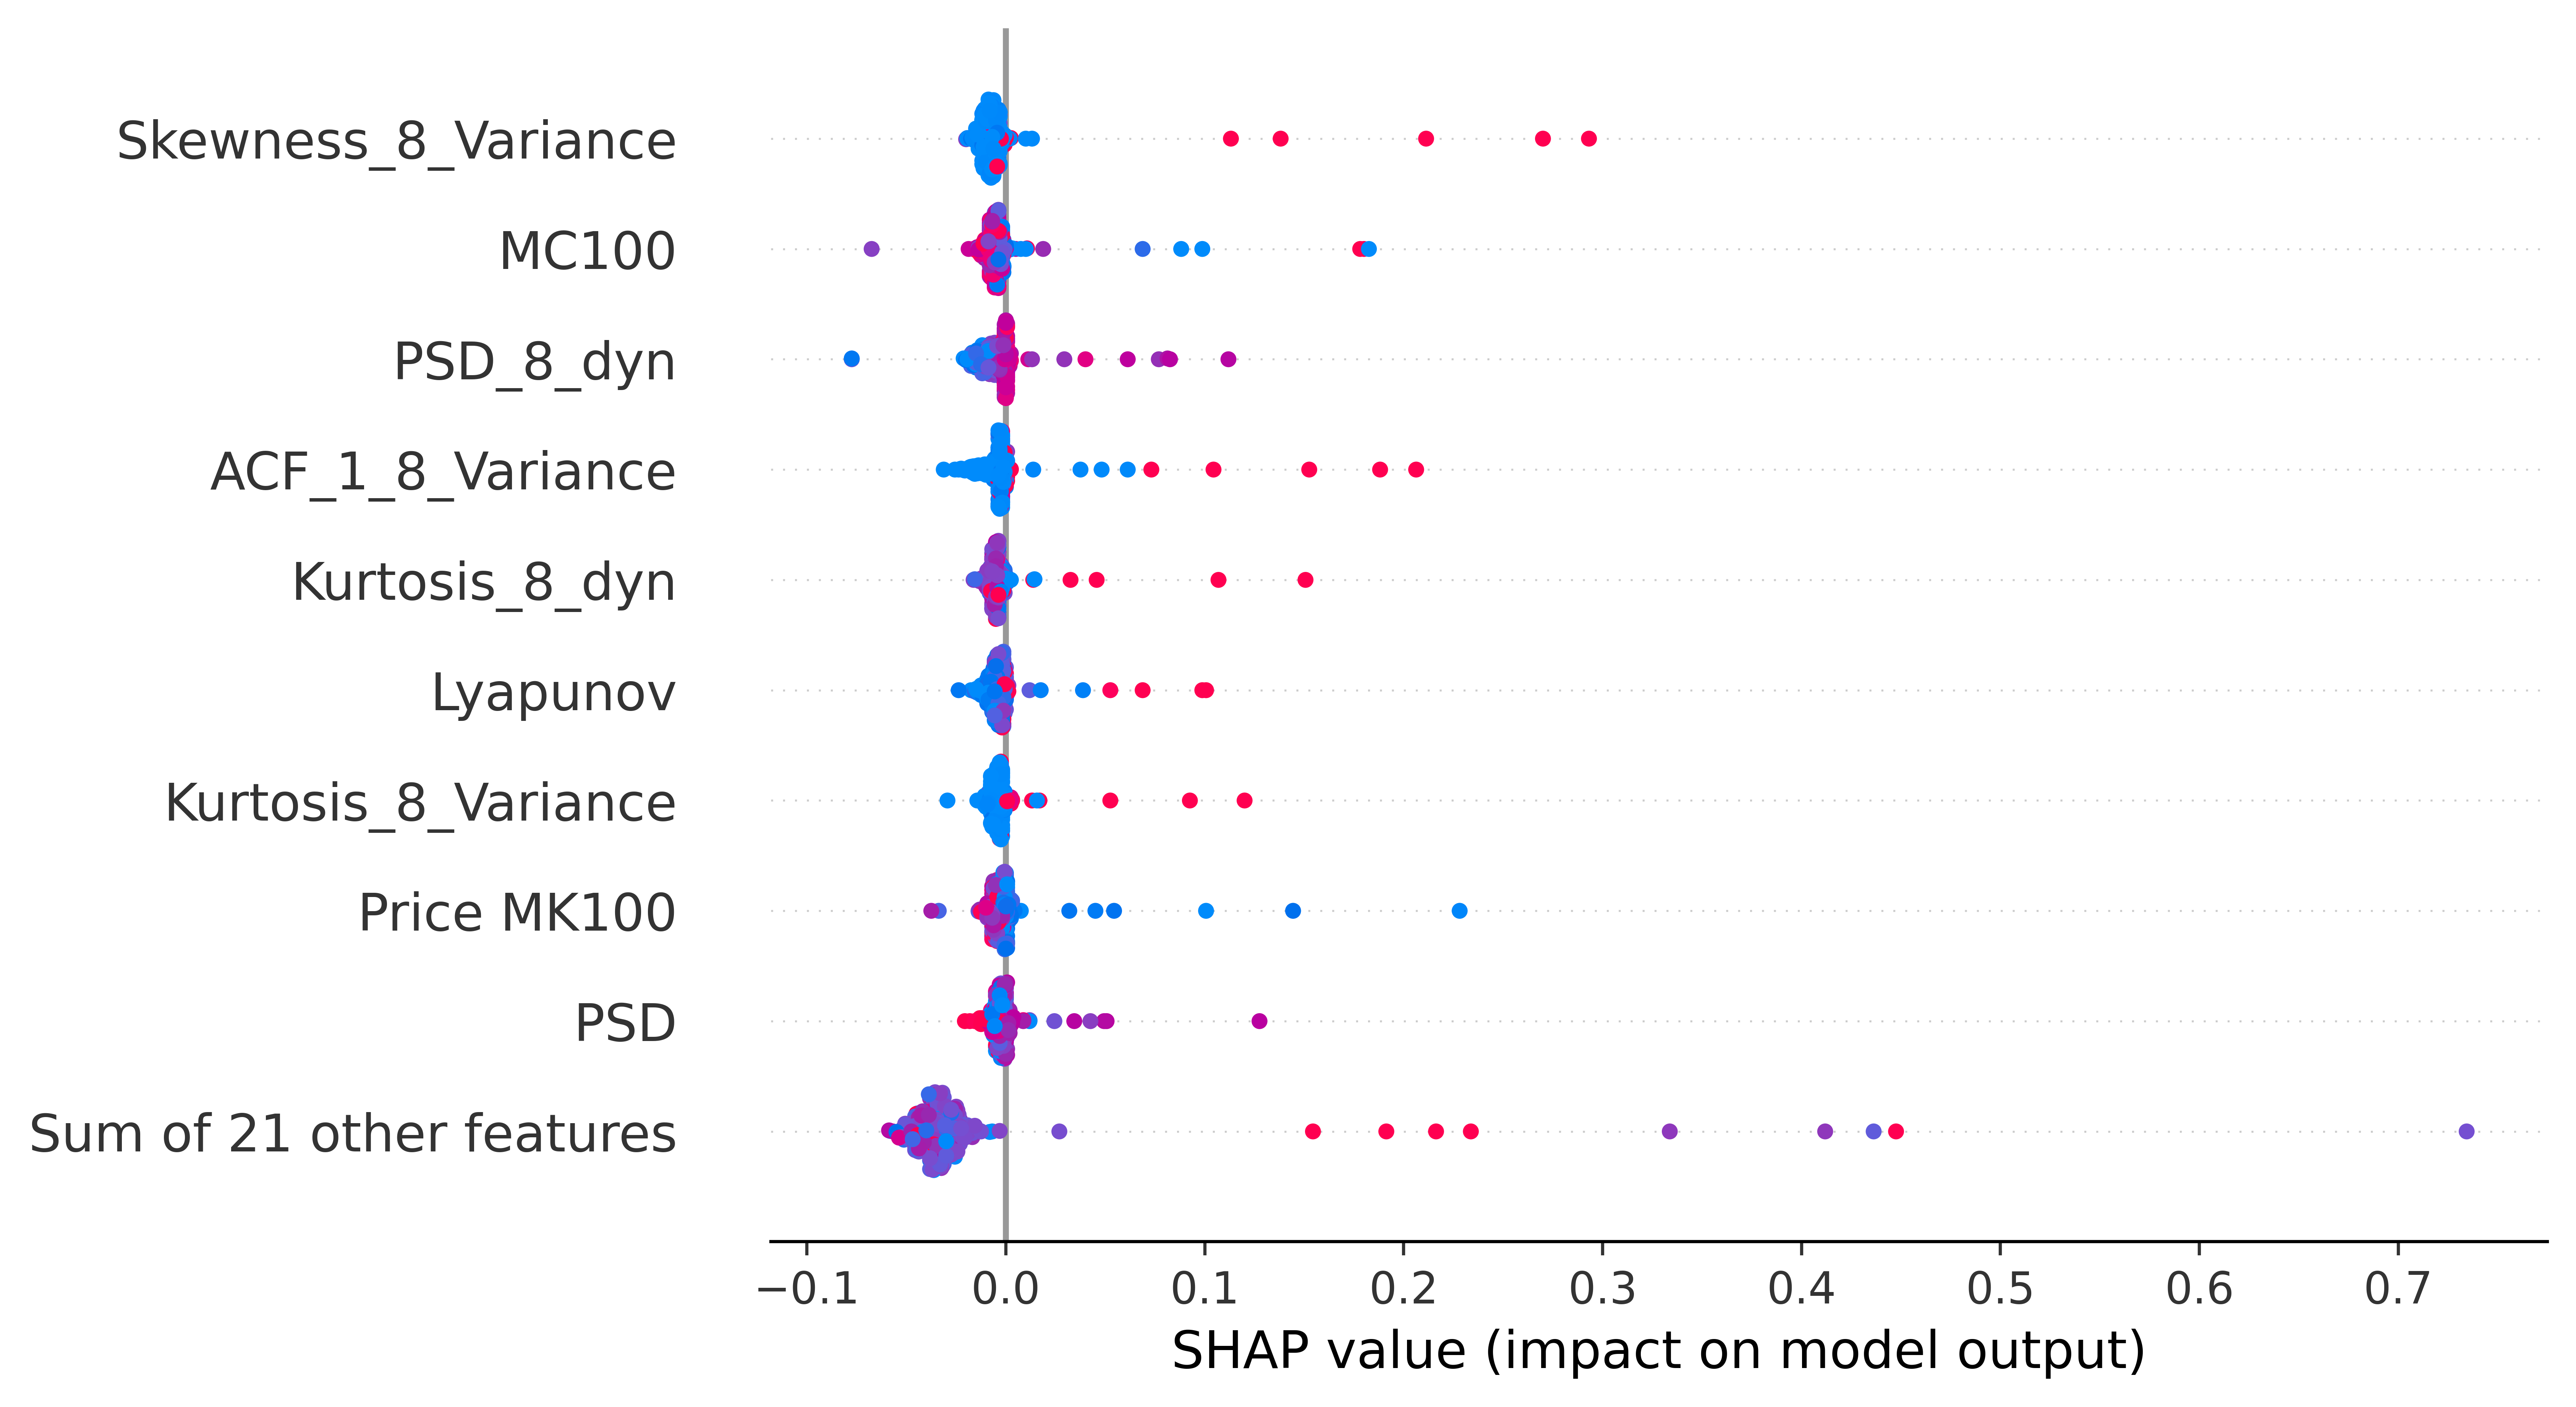 Skewness_8_Variance
MC100
PSD_8_dyn
ACF_1_8_Variance
Kurtosis_8_dyn
Lyapunov
Kurtosis_8_Variance
Price MK100
PSD
Sum of 21 other features
−0.1 0.0 0.1 0.2 0.3 0.4 0.5 0.6 0.7
SHAP value (impact on model output)